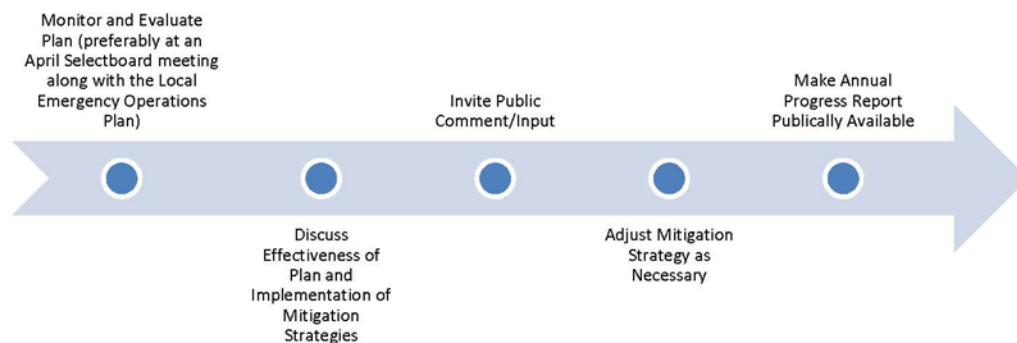 Monitor and Evaluate
Plan (preferably at an
April Selectboard meeting
along with the Local
Emergency Operations
Plan)
Discuss
Effectiveness of
Plan and
Implementation of
Mitigation
Strategies
Invite Public
Comment/Input
Adjust Mitigation
Strategy as
Necessary
Make Annual
Progress Report
Publically Available